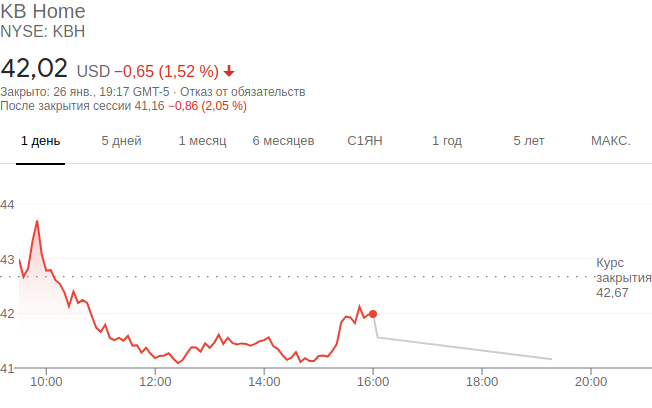 KB Home
NYSE: KBH
42,02 USD −0,65 (1,52 %)
Закрыто: 26 янв., 19:17 GMT-5 · Отказ от обязательств
После закрытия сессии 41,16 −0,86 (2,05 %)
1 день 5 дней 1 месяц 6 месяцев С1ЯН 1 год 5 лет МАКС.
44
43
42
41
Курс
закрытия
42,67
10:00 12:00 14:00 16:00 18:00 20:00